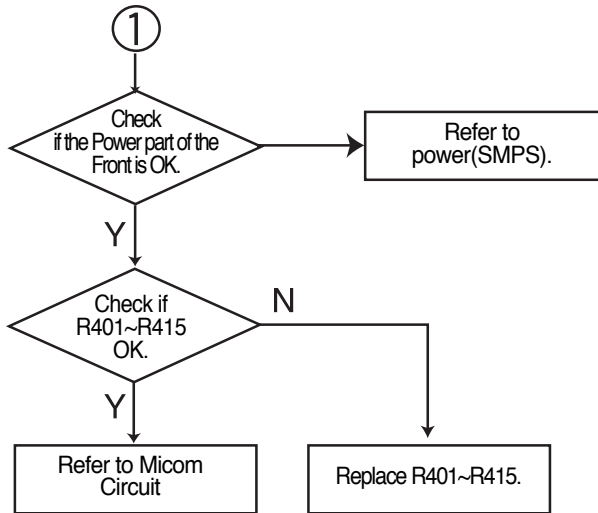 1
Check
if the Power part of the
Front is OK.
Refer to
power(SMPS).
Y
Check if
R401~R415
OK.
N
Y
Refer to Micom
Circuit
Replace R401~R415.